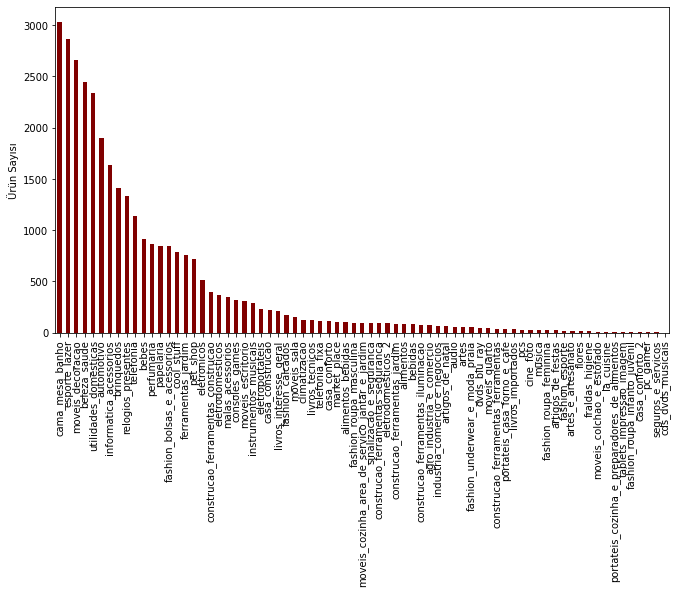 3000
2500
2000
1500
1000
500
0
Ürün Sayısı
cama_mesa_banho
esporte_lazer
moveis_decoracao
beleza_saude
utilidades_domesticas
automotivo
informatica_acessorios
brinquedos
relogios_presentes
telefonia
bebes
perfumaria
papelaria
fashion_bolsas_e_acessorios
cool_stuff
ferramentas_jardim
pet_shop
eletronicos
construcao_ferramentas_construcao
eletrodomesticos
malas_acessorios
consoles_games
moveis_escritorio
instrumentos_musicais
eletroportateis
casa_construcao
livros_interesse_geral
fashion_calcados
moveis_sala
climatizacao
livros_tecnicos
telefonia_fixa
casa_conforto
market_place
alimentos_bebidas
fashion_roupa_masculina
moveis_cozinha_area_de_servico_jantar_e_jardim
sinalizacao_e_seguranca
construcao_ferramentas_seguranca
eletrodomesticos_2
construcao_ferramentas_jardim
alimentos
bebidas
construcao_ferramentas_iluminacao
agro_industria_e_comercio
industria_comercio_e_negocios
artigos_de_natal
audio
artes
fashion_underwear_e_moda_praia
dvds_blu_ray
moveis_quarto
construcao_ferramentas_ferramentas
portateis_casa_forno_e_cafe
livros_importados
pcs
cine_foto
musica
fashion_roupa_feminina
artigos_de_festas
fashion_esporte
artes_e_artesanato
flores
fraldas_higiene
moveis_colchao_e_estofado
la_cuisine
portateis_cozinha_e_preparadores_de_alimentos
tablets_impressao_imagem
fashion_roupa_infanto_juvenil
casa_conforto_2
pc_gamer
seguros_e_servicos
cds_dvds_musicais